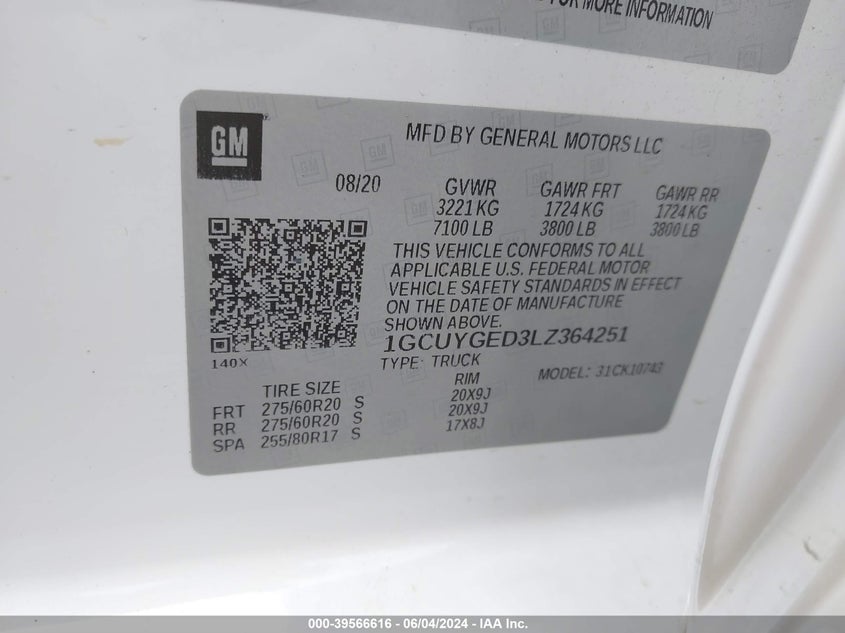 FOR MORE INFORMATION
GM
MFD BY GENERAL MOTORS LLC
08/20
GVWR GAWR FRT GAWR RR
3221 KG 1724 KG 1724 KG
7100 LB 3800 LB 3800 LB
THIS VEHICLE CONFORMS TO ALL
APPLICABLE U.S. FEDERAL MOTOR
VEHICLE SAFETY STANDARDS IN EFFECT
ON THE DATE OF MANUFACTURE
SHOWN ABOVE.
1GCUYGED3LZ364251
140X
TYPE: TRUCK
MODEL: 31CK10743
TIRE SIZE RIM
FRT 275/60R20 S 20X9J
RR 275/60R20 S 20X9J
SPA 255/80R17 S 17X8J
000-39566616 - 06/04/2024 - IAA Inc.